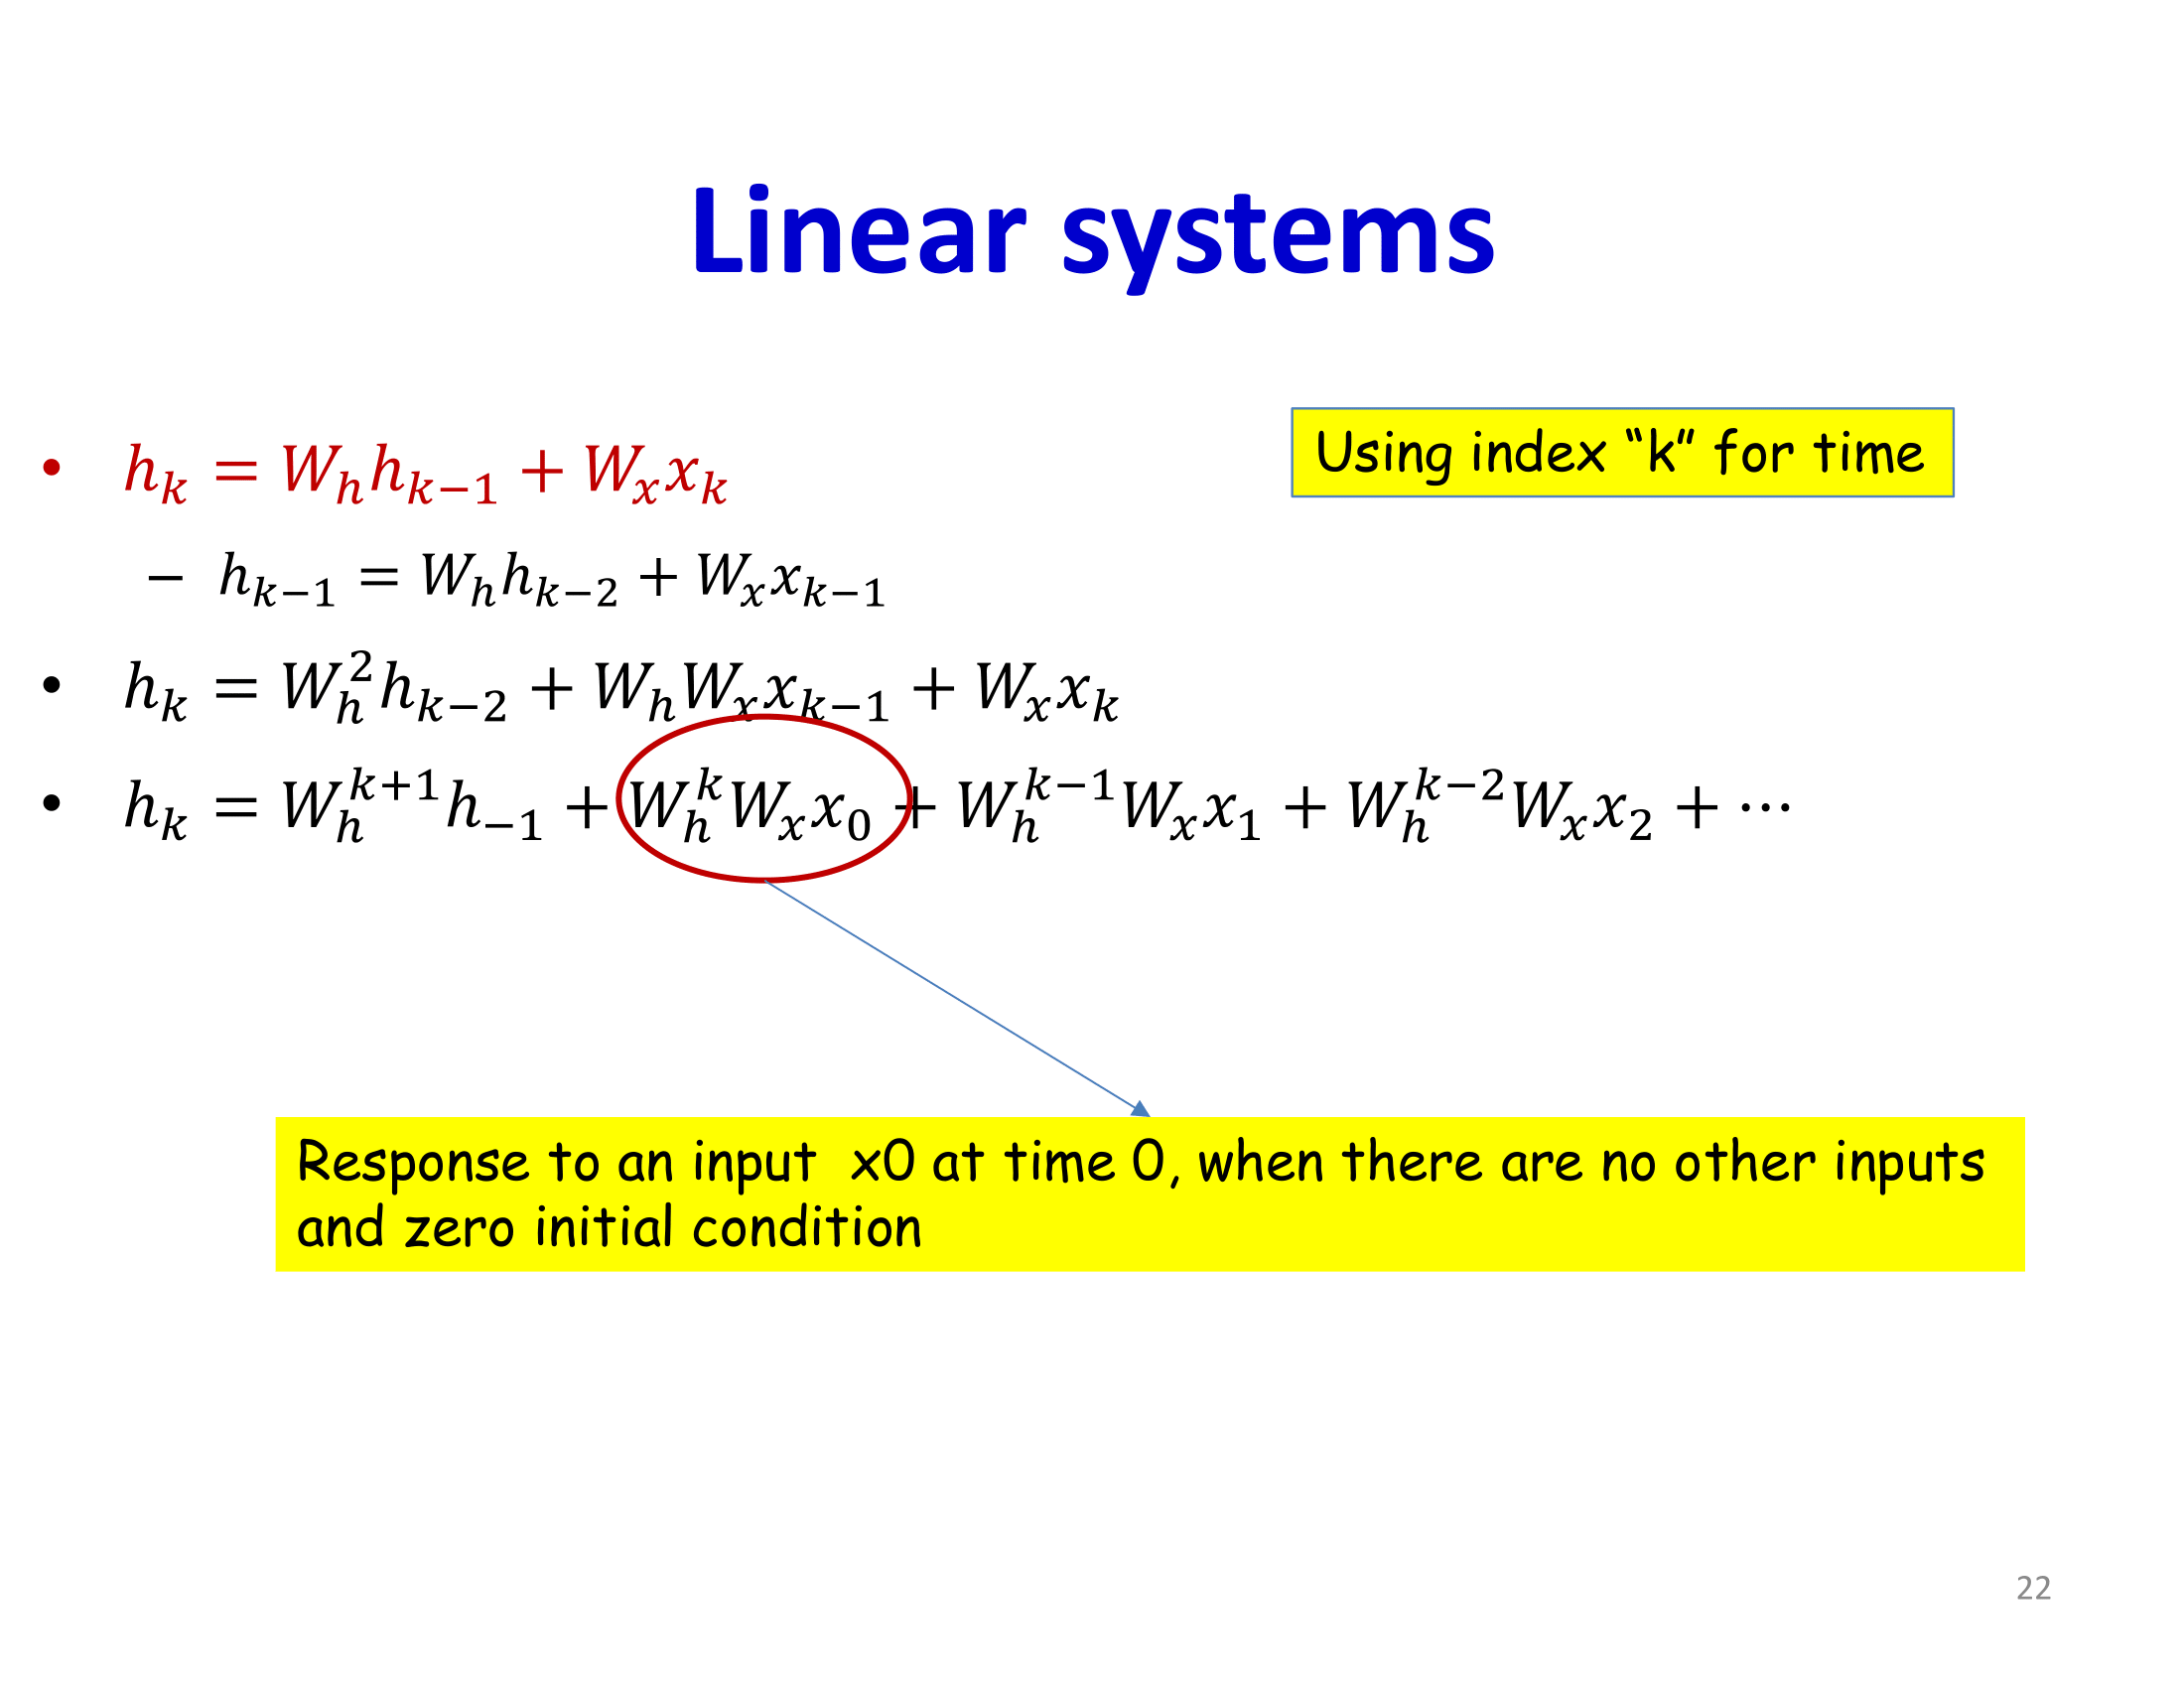 Linear systems
• h_k = W_h h_{k−1} + W_x x_k
Using index “k” for time
– h_{k−1} = W_h h_{k−2} + W_x x_{k−1}
• h_k = W_h^2 h_{k−2} + W_h W_x x_{k−1} + W_x x_k
• h_k = W_h^{k+1} h_{−1} + W_h^k W_x x_0 + W_h^{k−1} W_x x_1 + W_h^{k−2} W_x x_2 + ⋯
Response to an input x0 at time 0, when there are no other inputs
and zero initial condition
22